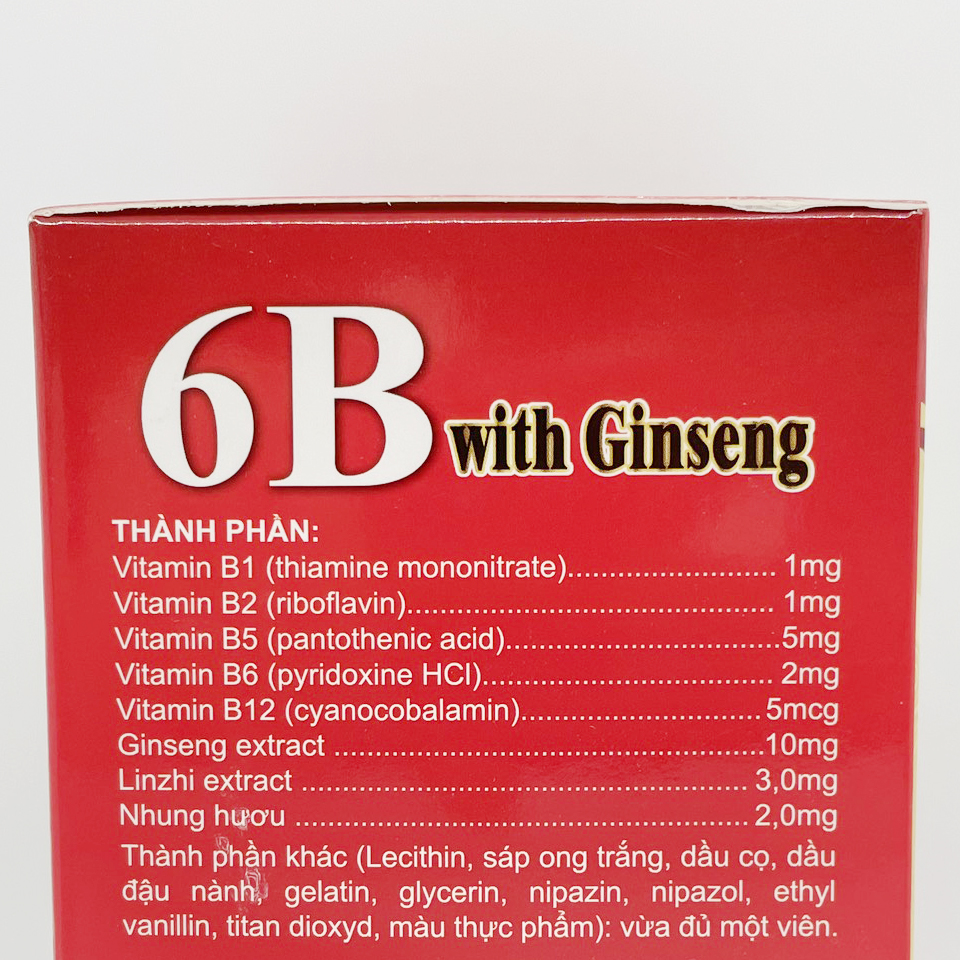 6B with Ginseng
THÀNH PHẦN:
Vitamin B1 (thiamine mononitrate)......................... 1mg
Vitamin B2 (riboflavin)............................................ 1mg
Vitamin B5 (pantothenic acid).................................5mg
Vitamin B6 (pyridoxine HCl)................................... 2mg
Vitamin B12 (cyanocobalamin)............................. 5mcg
Ginseng extract ....................................................10mg
Linzhi extract ...................................................... 3,0mg
Nhung hươu ....................................................... 2,0mg
Thành phần khác (Lecithin, sáp ong trắng, dầu cọ, dầu
đậu nành, gelatin, glycerin, nipazin, nipazol, ethyl
vanillin, titan dioxyd, màu thực phẩm): vừa đủ một viên.